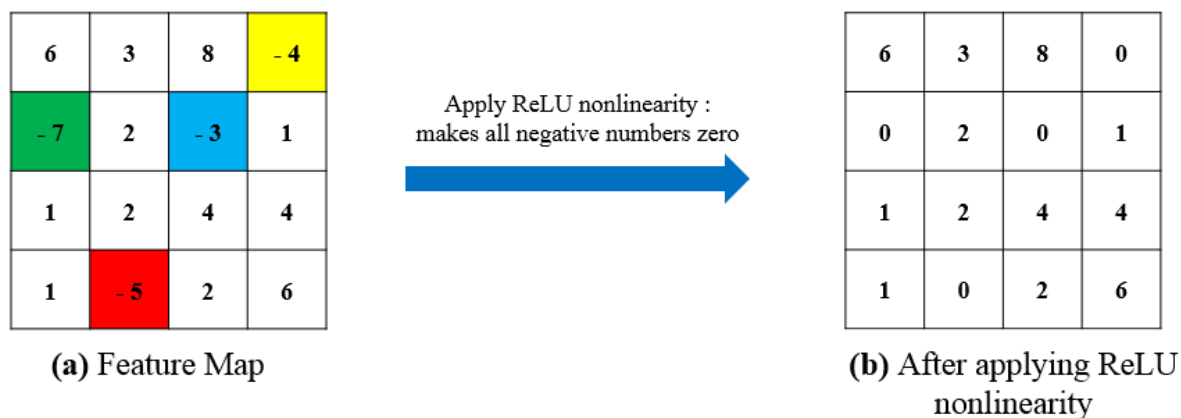 6 3 8 - 4
- 7 2 - 3 1
1 2 4 4
1 - 5 2 6
(a) Feature Map
Apply ReLU nonlinearity :
makes all negative numbers zero
6 3 8 0
0 2 0 1
1 2 4 4
1 0 2 6
(b) After applying ReLU
nonlinearity